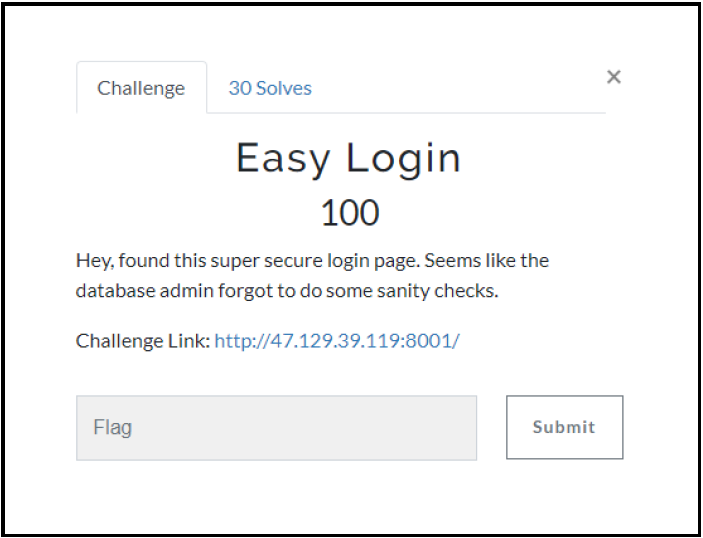 Challenge
30 Solves
×
Easy Login
100
Hey, found this super secure login page. Seems like the
database admin forgot to do some sanity checks.
Challenge Link: http://47.129.39.119:8001/
Flag
Submit